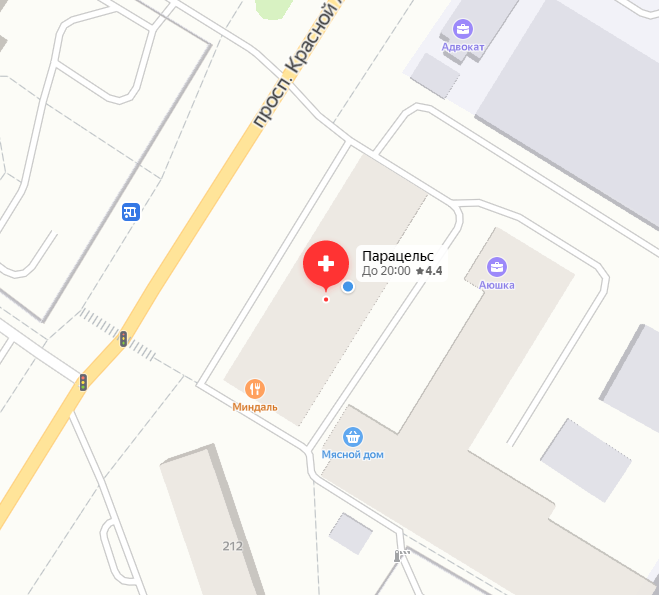 Адвокат
просп. Красной
Парацельс
До 20:00 ★4.4
Аюшка
Миндаль
Мясной дом
212